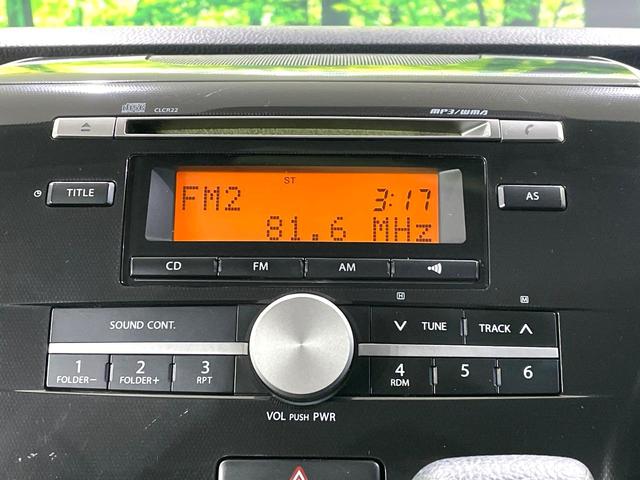 CLCR22
MP3/WMA
TITLE
ST
FM2 3:17
81.6 MHz
AS
CD FM AM
H M
SOUND CONT.
TUNE TRACK
1 FOLDER−
2 FOLDER+
3 RPT
4 RDM
5
6
VOL PUSH PWR